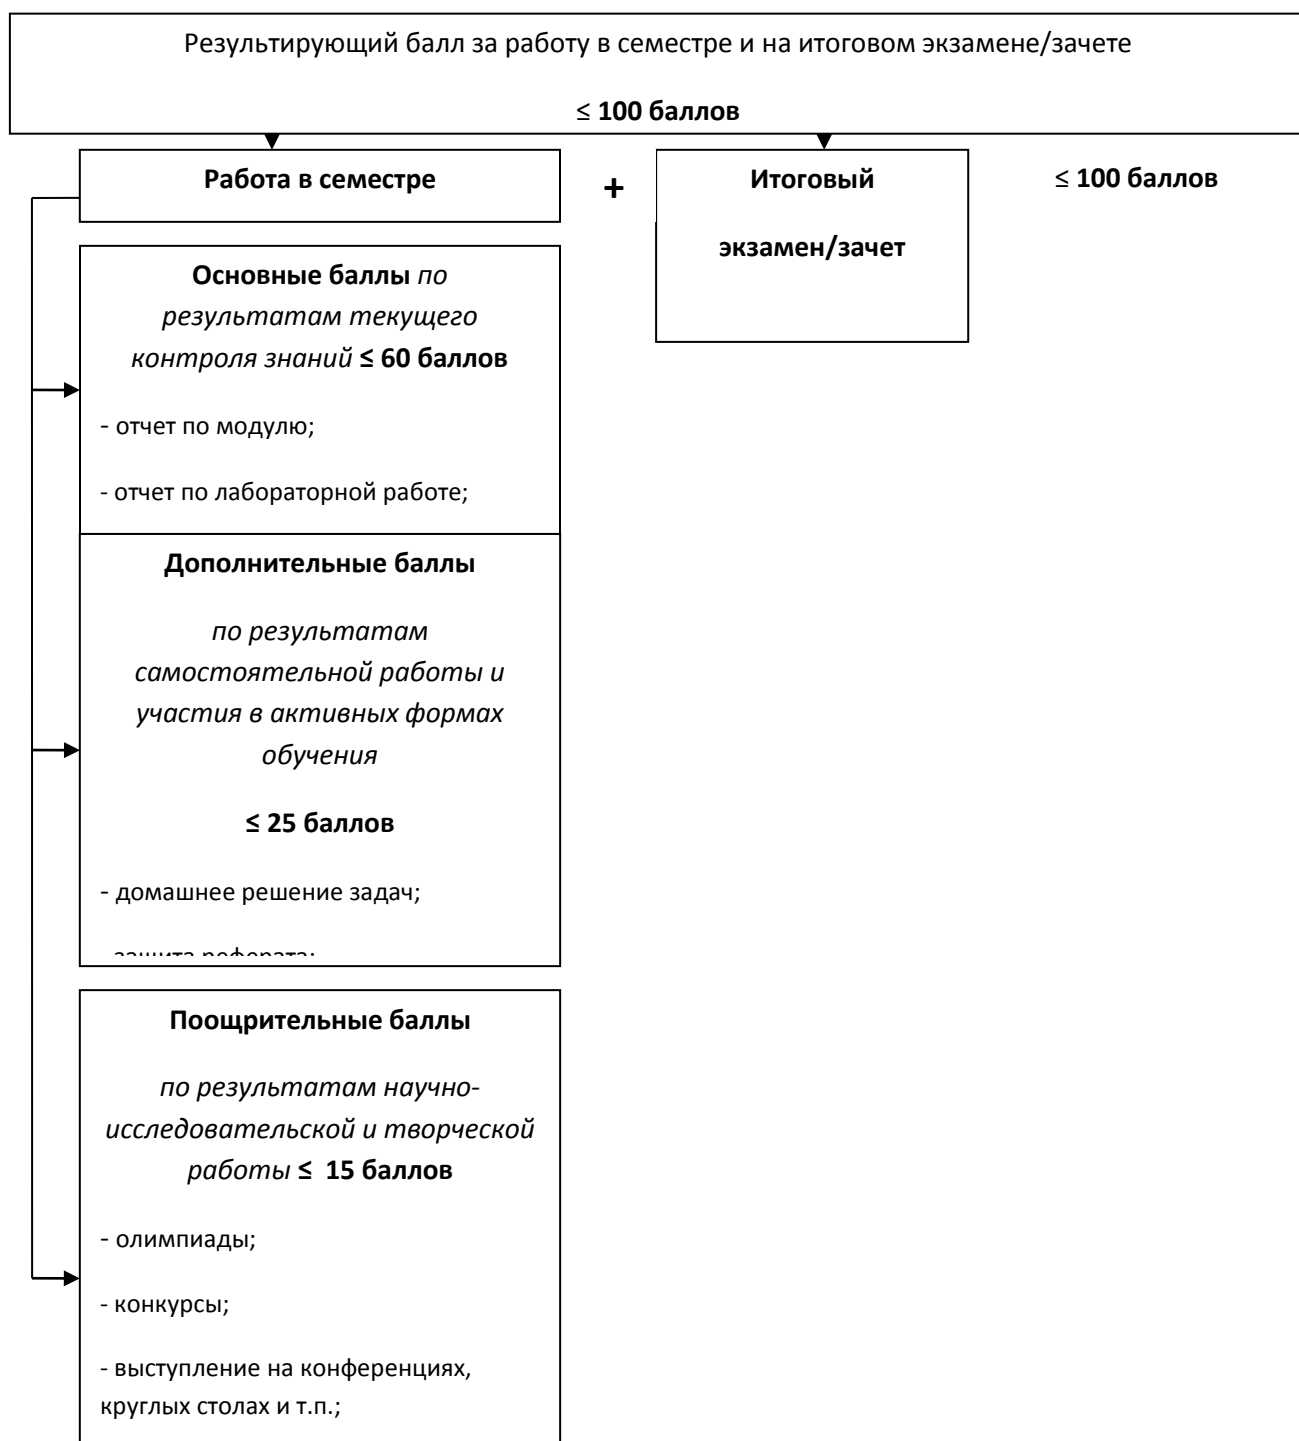 Результирующий балл за работу в семестре и на итоговом экзамене/зачете
≤ 100 баллов
Работа в семестре
+
Итоговый
экзамен/зачет
≤ 100 баллов
Основные баллы по
результатам текущего
контроля знаний ≤ 60 баллов
- отчет по модулю;
- отчет по лабораторной работе;
Дополнительные баллы
по результатам
самостоятельной работы и
участия в активных формах
обучения
≤ 25 баллов
- домашнее решение задач;
защита реферата;
Поощрительные баллы
по результатам научно-
исследовательской и творческой
работы ≤ 15 баллов
- олимпиады;
- конкурсы;
- выступление на конференциях,
круглых столах и т.п.;